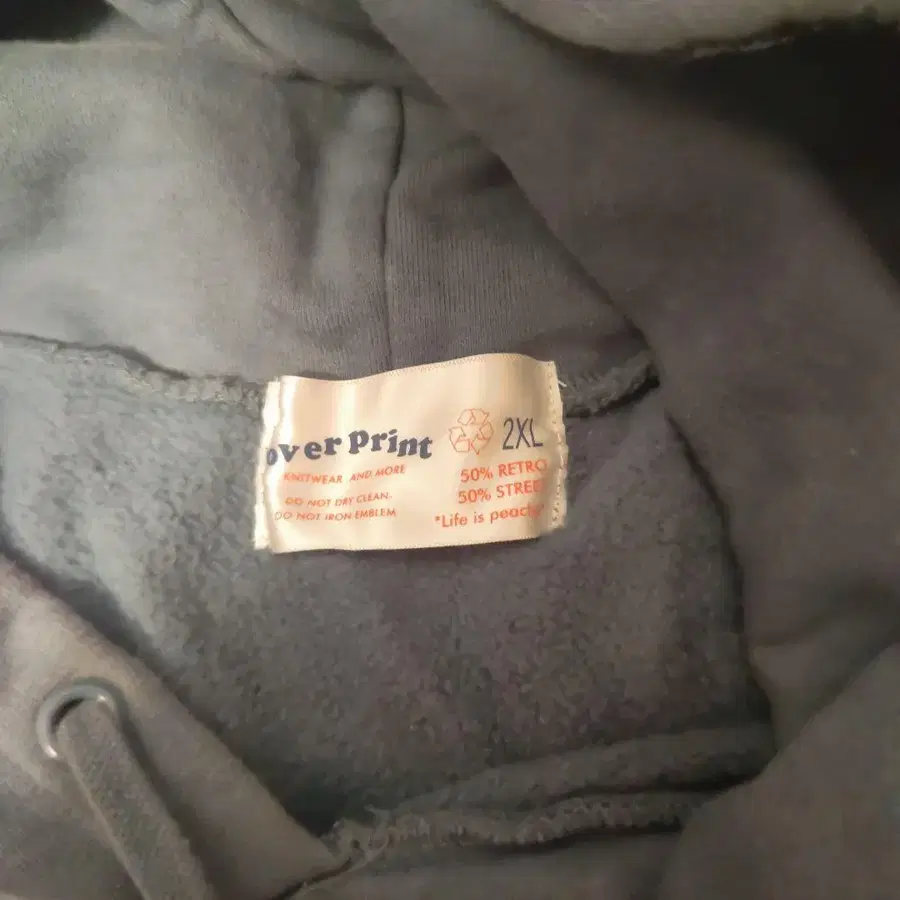 over print
KNITWEAR AND MORE
DO NOT DRY CLEAN.
DO NOT IRON EMBLEM
2XL
50% RETRO
50% STREET
"Life is peachy"